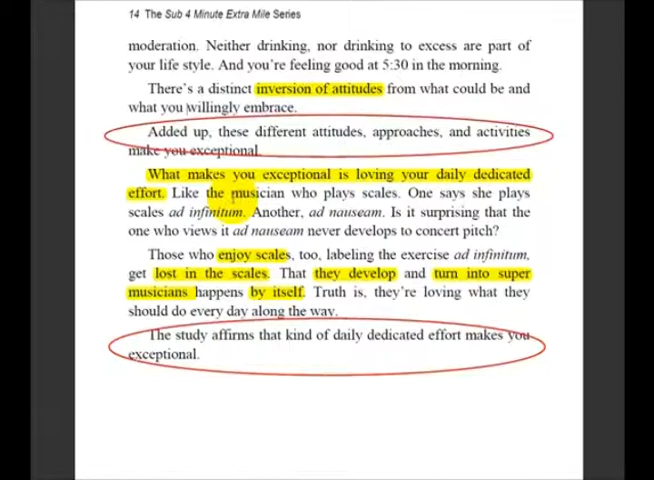 14 The Sub 4 Minute Extra Mile Series
moderation. Neither drinking, nor drinking to excess are part of
your life style. And you're feeling good at 5:30 in the morning.
There's a distinct inversion of attitudes from what could be and
what you willingly embrace.
Added up, these different attitudes, approaches, and activities
make you exceptional.
What makes you exceptional is loving your daily dedicated
effort. Like the musician who plays scales. One says she plays
scales ad infinitum. Another, ad nauseam. Is it surprising that the
one who views it ad nauseam never develops to concert pitch?
Those who enjoy scales, too, labeling the exercise ad infinitum,
get lost in the scales. That they develop and turn into super
musicians happens by itself. Truth is, they're loving what they
should do every day along the way.
The study affirms that kind of daily dedicated effort makes you
exceptional.